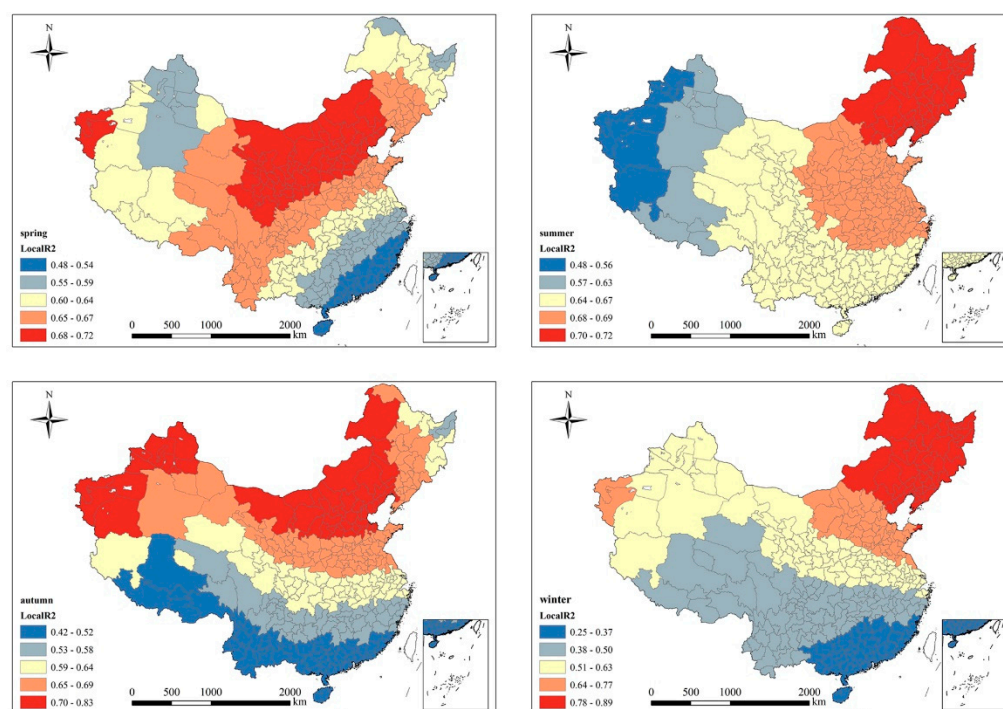 N
spring
LocalR2
0.48 - 0.54
0.55 - 0.59
0.60 - 0.64
0.65 - 0.67
0.68 - 0.72
0 500 1000 2000
km
N
summer
LocalR2
0.48 - 0.56
0.57 - 0.63
0.64 - 0.67
0.68 - 0.69
0.70 - 0.72
0 500 1000 2000
km
N
autumn
LocalR2
0.42 - 0.52
0.53 - 0.58
0.59 - 0.64
0.65 - 0.69
0.70 - 0.83
0 500 1000 2000
km
N
winter
LocalR2
0.25 - 0.37
0.38 - 0.50
0.51 - 0.63
0.64 - 0.77
0.78 - 0.89
0 500 1000 2000
km